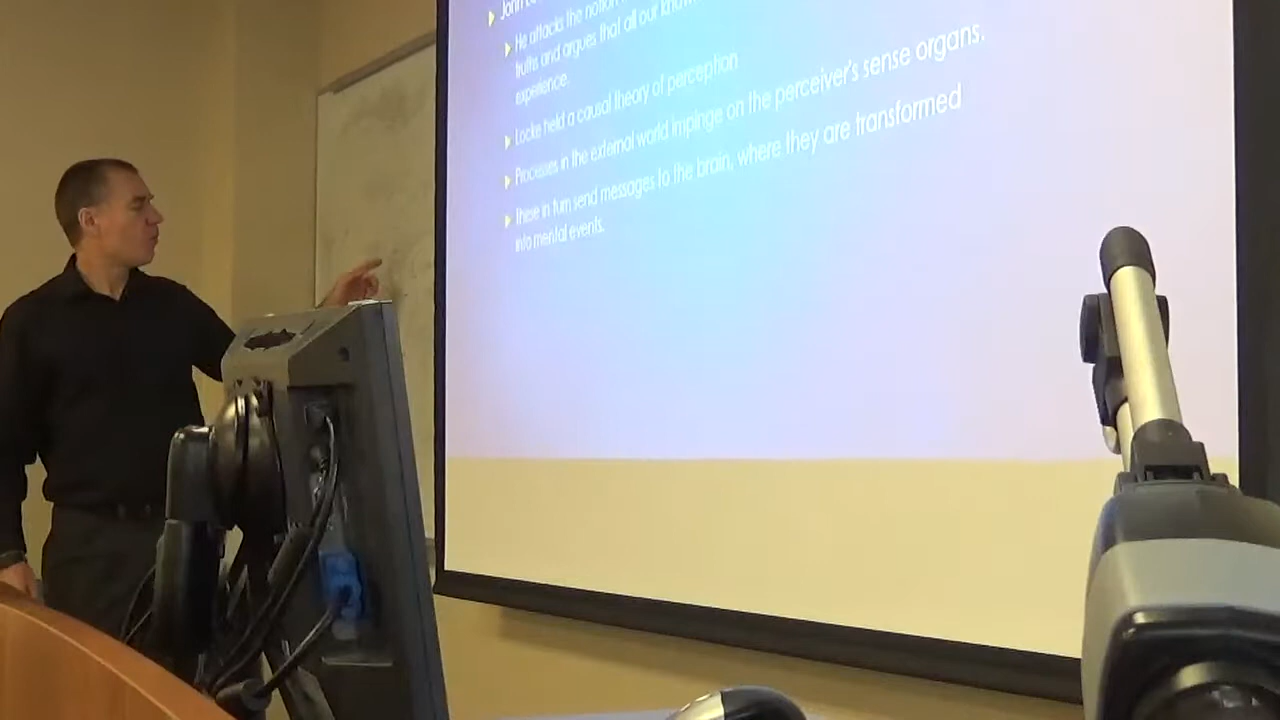 John
He attacks the notion
truths and argues that all our
experience.
Locke held a causal theory of perception
Processes in the external world impinge on the perceiver's sense organs.
These in turn send messages to the brain, where they are transformed
into mental events.